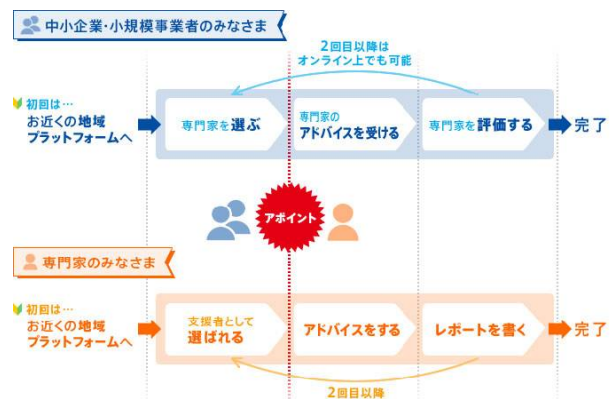 中小企業・小規模事業者のみなさま
2回目以降は
オンライン上でも可能
初回は…
お近くの地域
プラットフォームへ
専門家を選ぶ
専門家の
アドバイスを受ける
専門家を評価する
完了
アポイント
専門家のみなさま
初回は…
お近くの地域
プラットフォームへ
支援者として
選ばれる
アドバイスをする
レポートを書く
完了
2回目以降